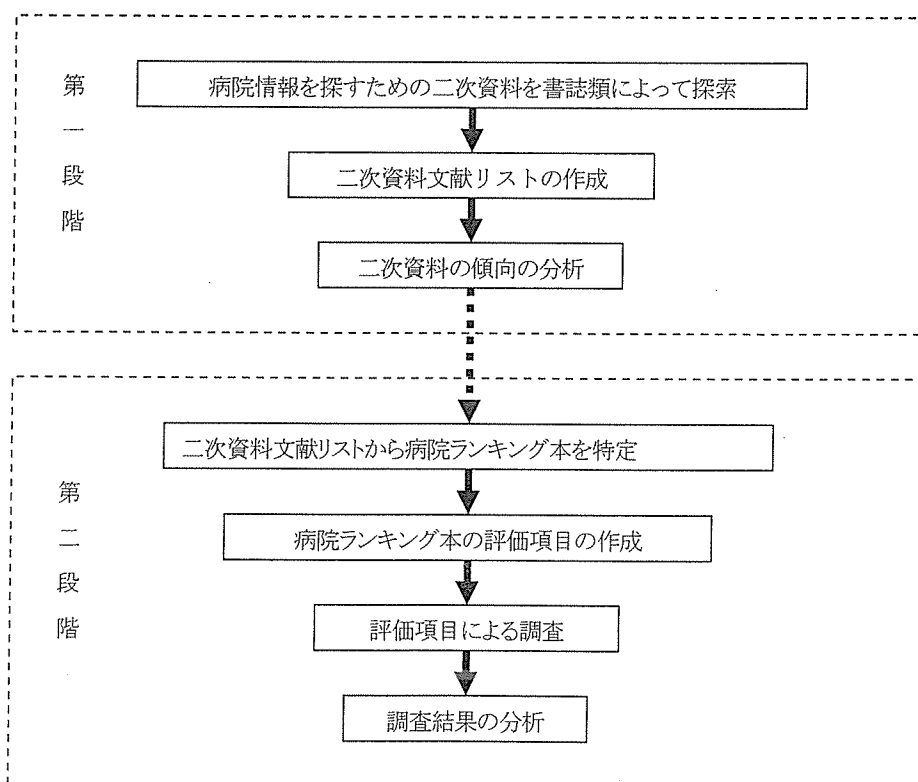 第一段階
病院情報を探すための二次資料を書誌類によって探索
二次資料文献リストの作成
二次資料の傾向の分析
第二段階
二次資料文献リストから病院ランキング本を特定
病院ランキング本の評価項目の作成
評価項目による調査
調査結果の分析